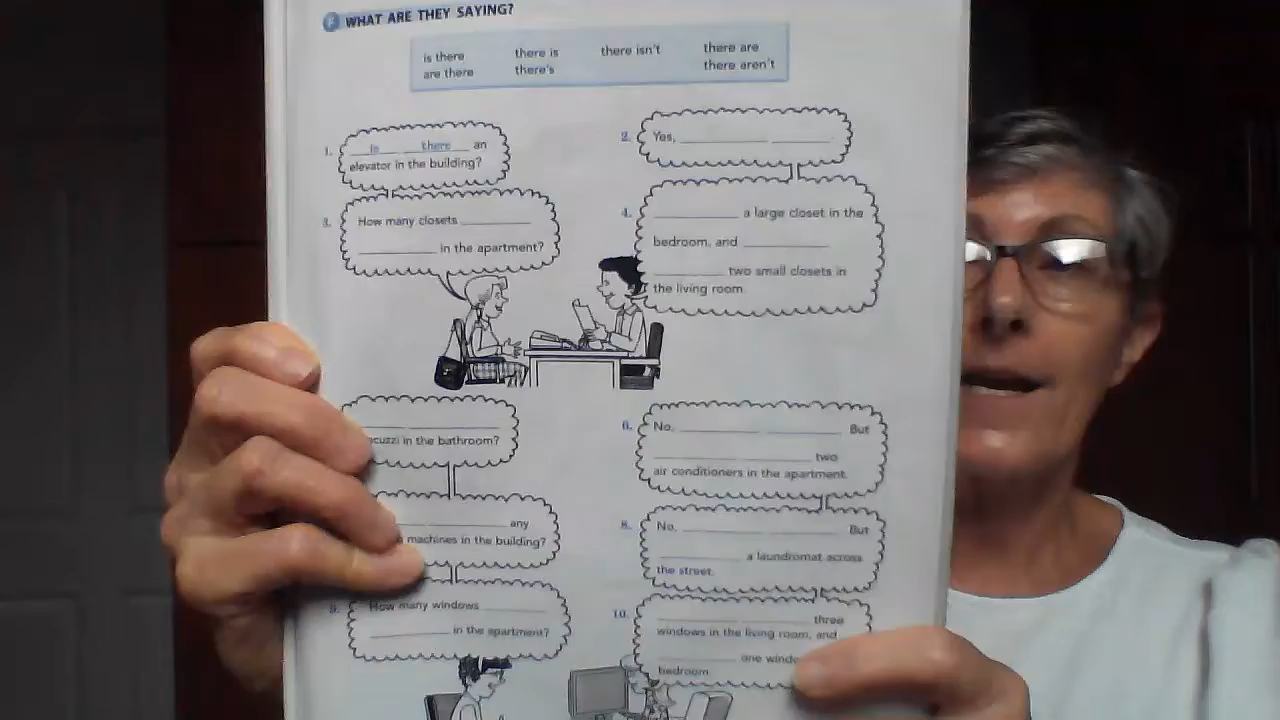 F WHAT ARE THEY SAYING?
is there there is there isn't there are
are there there's there aren't
1. is there an
elevator in the building?
2. Yes,
3. How many closets
in the apartment?
4. a large closet in the
bedroom, and
two small closets in
the living room.
in the bathroom?
6. No, But
two
air conditioners in the apartment.
any
machines in the building?
8. No, But
a laundromat across
the street.
9. How many windows
in the apartment?
10. three
windows in the living room, and
one
bedroom